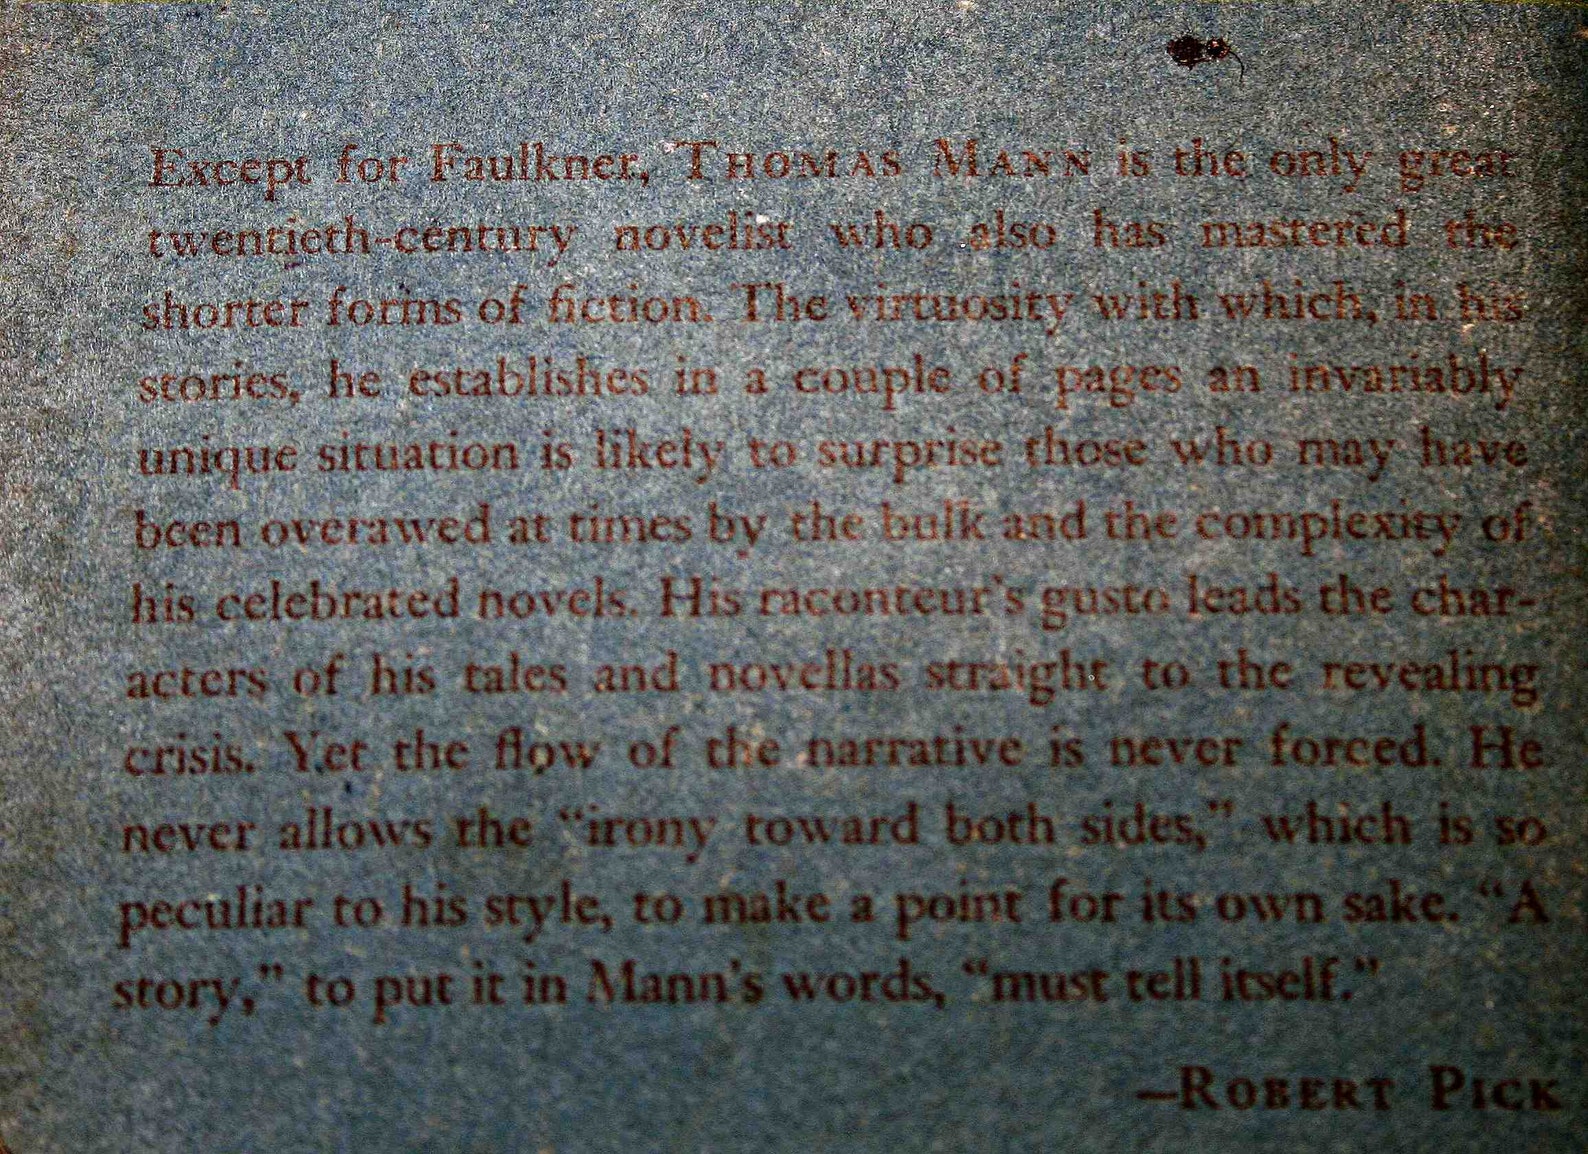 Except for Faulkner, THOMAS MANN is the only great
twentieth-century novelist who also has mastered the
shorter forms of fiction. The virtuosity with which, in his
stories, he establishes in a couple of pages an invariably
unique situation is likely to surprise those who may have
been overawed at times by the bulk and the complexity of
his celebrated novels. His raconteur's gusto leads the char-
acters of his tales and novellas straight to the revealing
crisis. Yet the flow of the narrative is never forced. He
never allows the “irony toward both sides,” which is so
peculiar to his style, to make a point for its own sake. “A
story,” to put it in Mann's words, “must tell itself.”
—ROBERT PICK